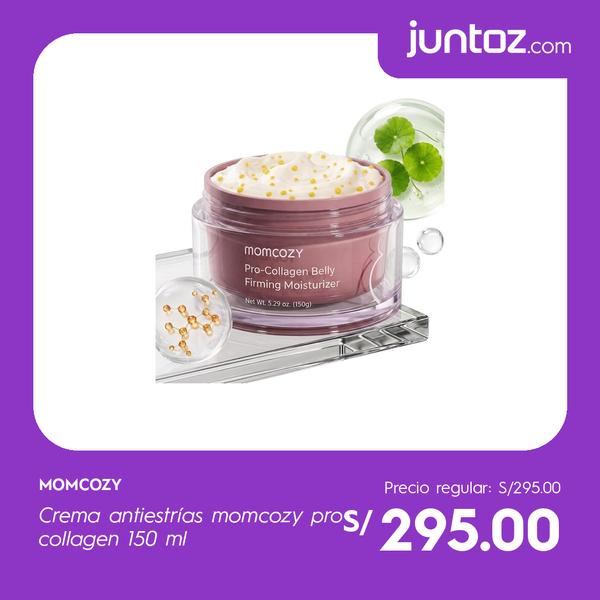 juntoz.com
momcozy
Pro-Collagen Belly
Firming Moisturizer
Net Wt. 5.29 oz. (150g)
MOMCOZY
Precio regular: S/295.00
Crema antiestrías momcozy pro
collagen 150 ml
S/ 295.00